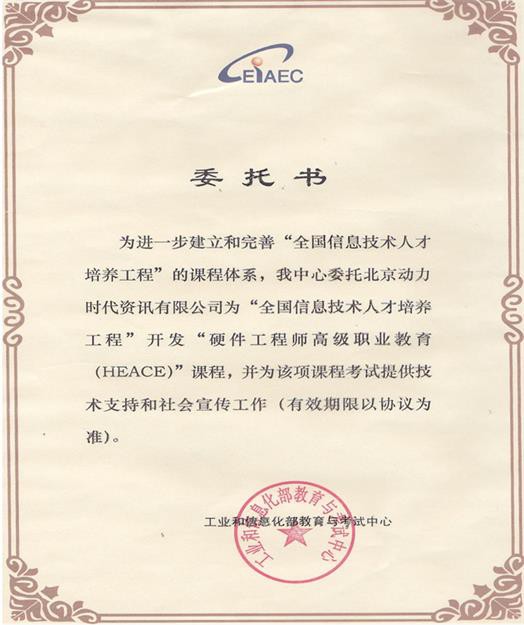 CEIAEC
委托书
为进一步建立和完善“全国信息技术人才
培养工程”的课程体系，我中心委托北京动力
时代资讯有限公司为“全国信息技术人才培养
工程”开发“硬件工程师高级职业教育
（HEACE）”课程，并为该项课程考试提供技
术支持和社会宣传工作（有效期限以协议为
准）。
工业和信息化部教育与考试中心
工业和信息化部教育与考试中心